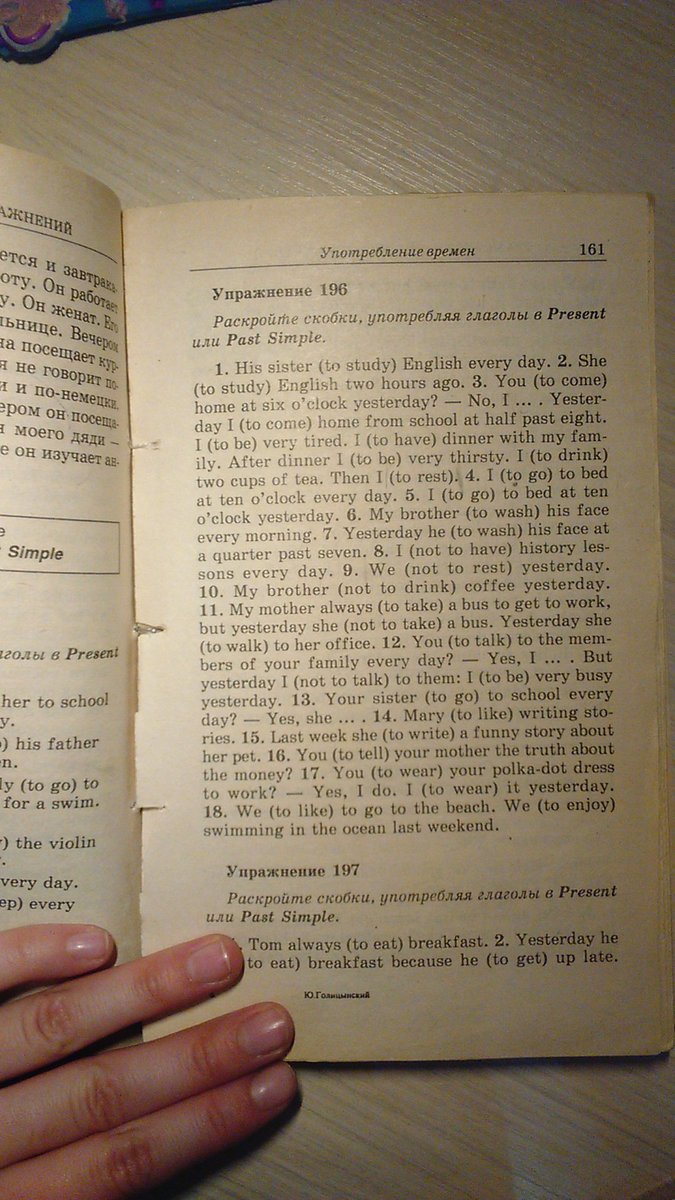 АЖНЕНИЙ
ется и завтрака-
оту. Он работает
у. Он женат. Его
льнице. Вечером
на посещает кур-
я не говорит по-
и и по-немецки.
ером он посеща-
и моего дяди —
е он изучает ан-
е
Simple
аголы в Present
her to school
y.
) his father
en.
ly (to go) to
for a swim.
) the violin
very day.
ep) every
Употребление времен 161
Упражнение 196
Раскройте скобки, употребляя глаголы в Present
или Past Simple.
1. His sister (to study) English every day. 2. She
(to study) English two hours ago. 3. You (to come)
home at six o'clock yesterday? — No, I ... . Yester-
day I (to come) home from school at half past eight.
I (to be) very tired. I (to have) dinner with my fam-
ily. After dinner I (to be) very thirsty. I (to drink)
two cups of tea. Then I (to rest). 4. I (to go) to bed
at ten o'clock every day. 5. I (to go) to bed at ten
o'clock yesterday. 6. My brother (to wash) his face
every morning. 7. Yesterday he (to wash) his face at
a quarter past seven. 8. I (not to have) history les-
sons every day. 9. We (not to rest) yesterday.
10. My brother (not to drink) coffee yesterday.
11. My mother always (to take) a bus to get to work,
but yesterday she (not to take) a bus. Yesterday she
(to walk) to her office. 12. You (to talk) to the mem-
bers of your family every day? — Yes, I ... . But
yesterday I (not to talk) to them: I (to be) very busy
yesterday. 13. Your sister (to go) to school every
day? — Yes, she ... . 14. Mary (to like) writing sto-
ries. 15. Last week she (to write) a funny story about
her pet. 16. You (to tell) your mother the truth about
the money? 17. You (to wear) your polka-dot dress
to work? — Yes, I do. I (to wear) it yesterday.
18. We (to like) to go to the beach. We (to enjoy)
swimming in the ocean last weekend.
Упражнение 197
Раскройте скобки, употребляя глаголы в Present
или Past Simple.
Tom always (to eat) breakfast. 2. Yesterday he
to eat) breakfast because he (to get) up late.
Ю.Голицынский